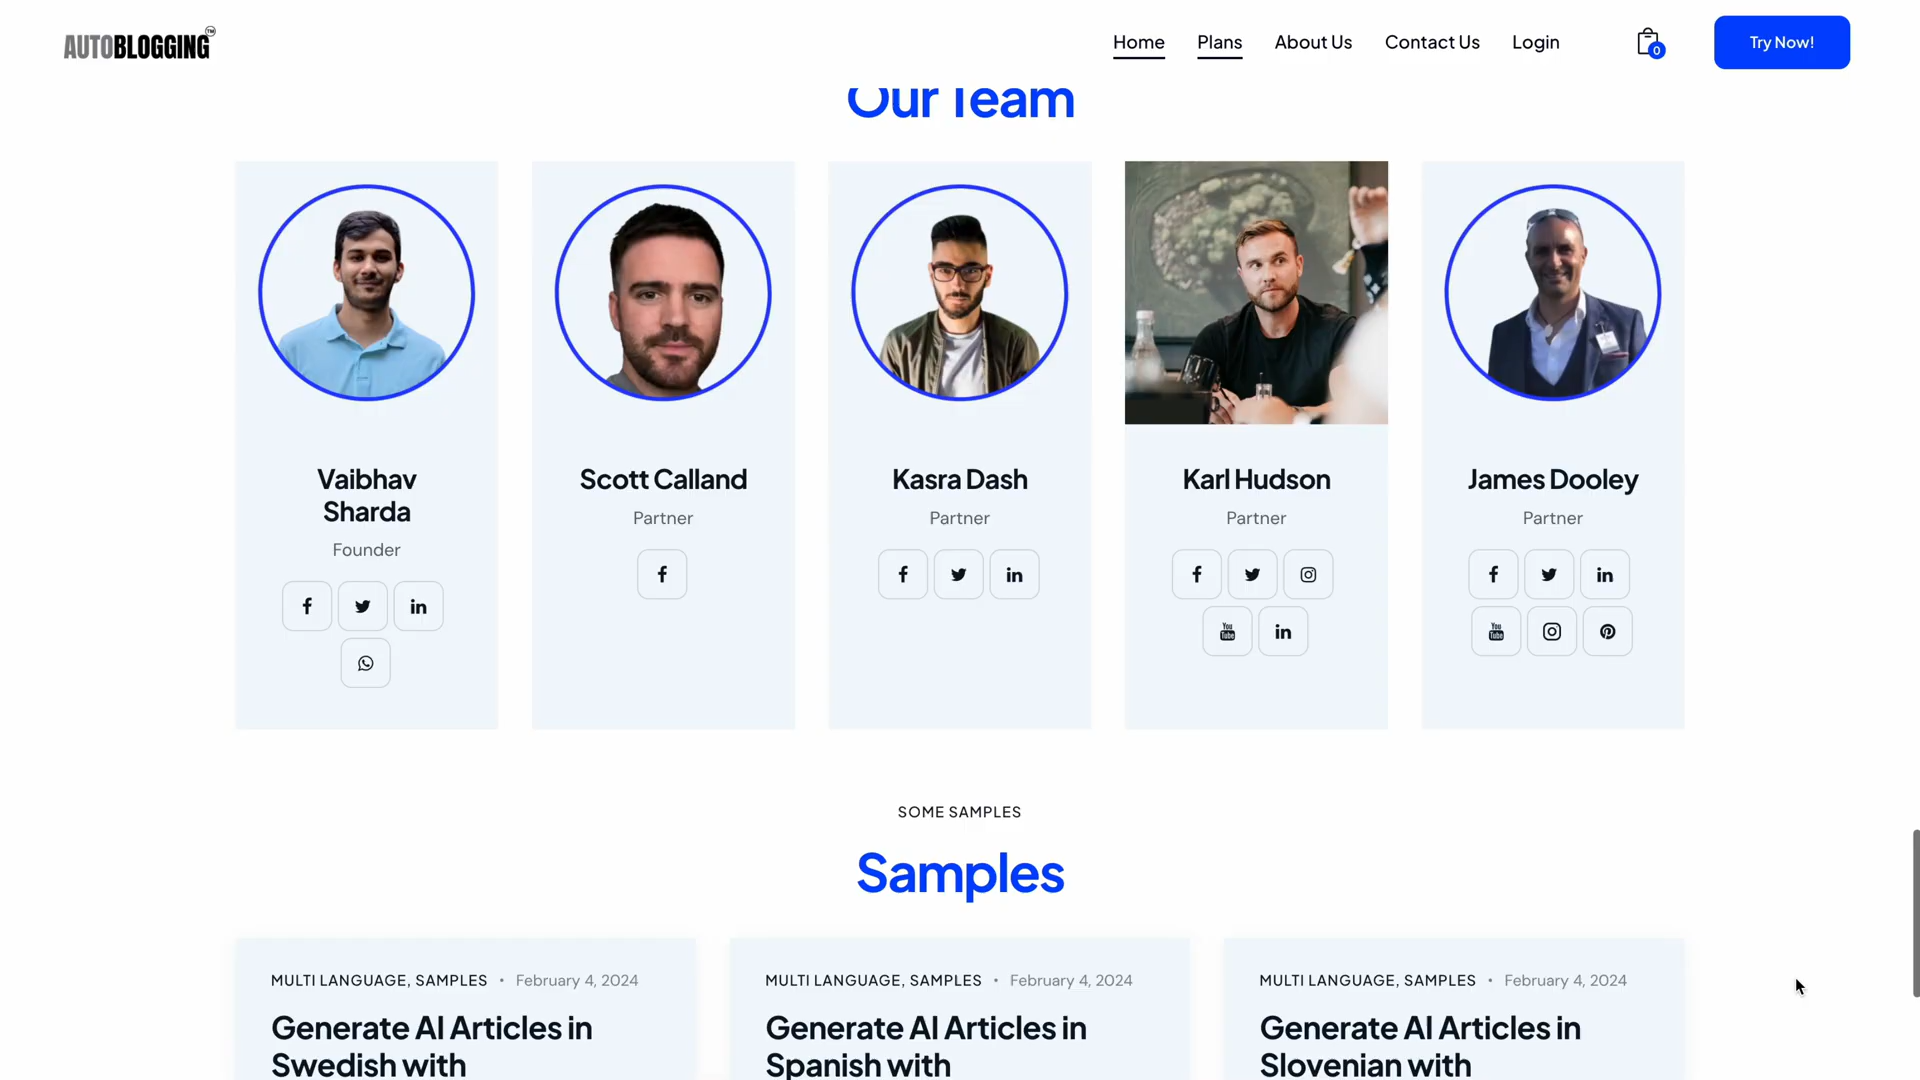 AUTOBLOGGING™
Home
Plans
About Us
Contact Us
Login
0
Try Now!
Our Team
Vaibhav
Sharda
Founder
Scott Calland
Partner
Kasra Dash
Partner
Karl Hudson
Partner
James Dooley
Partner
SOME SAMPLES
Samples
MULTI LANGUAGE, SAMPLES • February 4, 2024
Generate AI Articles in
Swedish with
MULTI LANGUAGE, SAMPLES • February 4, 2024
Generate AI Articles in
Spanish with
MULTI LANGUAGE, SAMPLES • February 4, 2024
Generate AI Articles in
Slovenian with